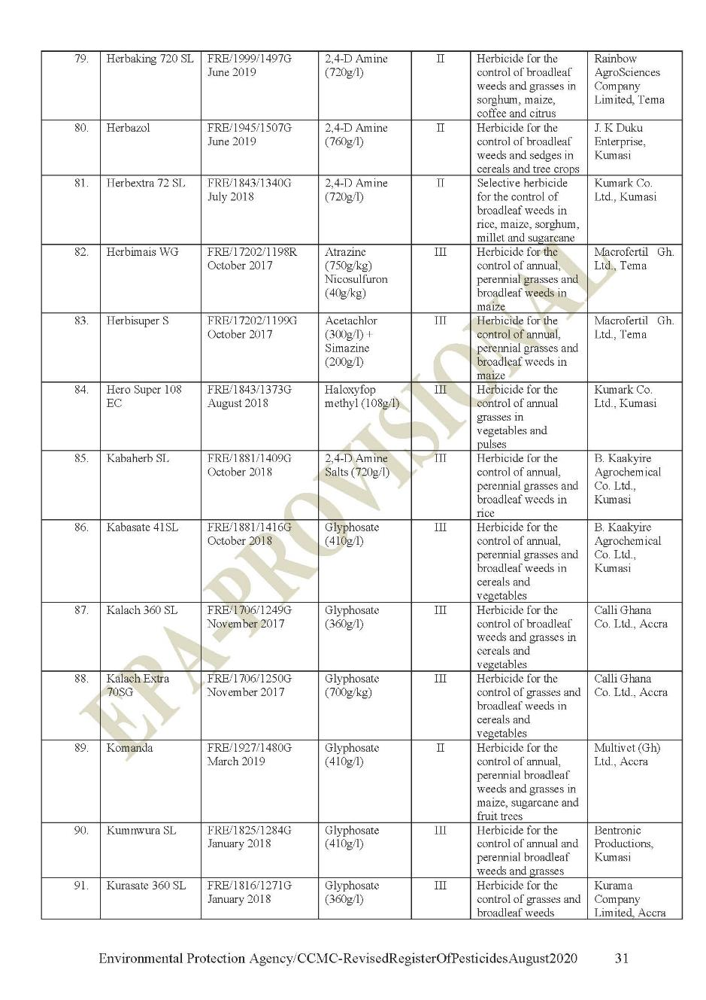 79. Herbaking 720 SL FRE/1999/1497G 2,4-D Amine II Herbicide for the Rainbow
June 2019 (720g/l) control of broadleaf AgroSciences
weeds and grasses in Company
sorghum, maize, Limited, Tema
coffee and citrus
80. Herbazol FRE/1945/1507G 2,4-D Amine II Herbicide for the J. K Duku
June 2019 (760g/l) control of broadleaf Enterprise,
weeds and sedges in Kumasi
cereals and tree crops
81. Herbextra 72 SL FRE/1843/1340G 2,4-D Amine II Selective herbicide Kumark Co.
July 2018 (720g/l) for the control of Ltd., Kumasi
broadleaf weeds in
rice, maize, sorghum,
millet and sugarcane
82. Herbimais WG FRE/17202/1198R Atrazine III Herbicide for the Macrofertil Gh.
October 2017 (750g/kg) control of annual, Ltd., Tema
Nicosulfuron perennial grasses and
(40g/kg) broadleaf weeds in
maize
83. Herbisuper S FRE/17202/1199G Acetachlor III Herbicide for the Macrofertil Gh.
October 2017 (300g/l) + control of annual, Ltd., Tema
Simazine perennial grasses and
(200g/l) broadleaf weeds in
maize
84. Hero Super 108 FRE/1843/1373G Haloxyfop III Herbicide for the Kumark Co.
EC August 2018 methyl (108g/l) control of annual Ltd., Kumasi
grasses in
vegetables and
pulses
85. Kabaherb SL FRE/1881/1409G 2,4-D Amine III Herbicide for the B. Kaakyire
October 2018 Salts (720g/l) control of annual, Agrochemical
perennial grasses and Co. Ltd.,
broadleaf weeds in Kumasi
rice
86. Kabasate 41SL FRE/1881/1416G Glyphosate III Herbicide for the B. Kaakyire
October 2018 (410g/l) control of annual, Agrochemical
perennial grasses and Co. Ltd.,
broadleaf weeds in Kumasi
cereals and
vegetables
87. Kalach 360 SL FRE/1706/1249G Glyphosate III Herbicide for the Calli Ghana
November 2017 (360g/l) control of broadleaf Co. Ltd., Accra
weeds and grasses in
cereals and
vegetables
88. Kalach Extra FRE/1706/1250G Glyphosate III Herbicide for the Calli Ghana
70SG November 2017 (700g/kg) control of grasses and Co. Ltd., Accra
broadleaf weeds in
cereals and
vegetables
89. Komanda FRE/1927/1480G Glyphosate II Herbicide for the Multivet (Gh)
March 2019 (410g/l) control of annual, Ltd., Accra
perennial broadleaf
weeds and grasses in
maize, sugarcane and
fruit trees
90. Kumnwura SL FRE/1825/1284G Glyphosate III Herbicide for the Bentronic
January 2018 (410g/l) control of annual and Productions,
perennial broadleaf Kumasi
weeds and grasses
91. Kurasate 360 SL FRE/1816/1271G Glyphosate III Herbicide for the Kurama
January 2018 (360g/l) control of grasses and Company
broadleaf weeds Limited, Accra
EPA-PROVISIONAL
Environmental Protection Agency/CCMC-RevisedRegisterOfPesticidesAugust2020 31